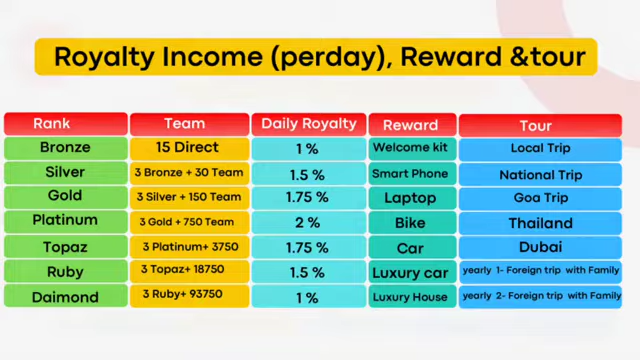 Royalty Income (perday), Reward &tour
Rank Team Daily Royalty Reward Tour
Bronze 15 Direct 1 % Welcome kit Local Trip
Silver 3 Bronze + 30 Team 1.5 % Smart Phone National Trip
Gold 3 Silver + 150 Team 1.75 % Laptop Goa Trip
Platinum 3 Gold + 750 Team 2 % Bike Thailand
Topaz 3 Platinum+ 3750 1.75 % Car Dubai
Ruby 3 Topaz+ 18750 1.5 % Luxury car yearly 1- Foreign trip with Family
Daimond 3 Ruby+ 93750 1 % Luxury House yearly 2- Foreign trip with Family